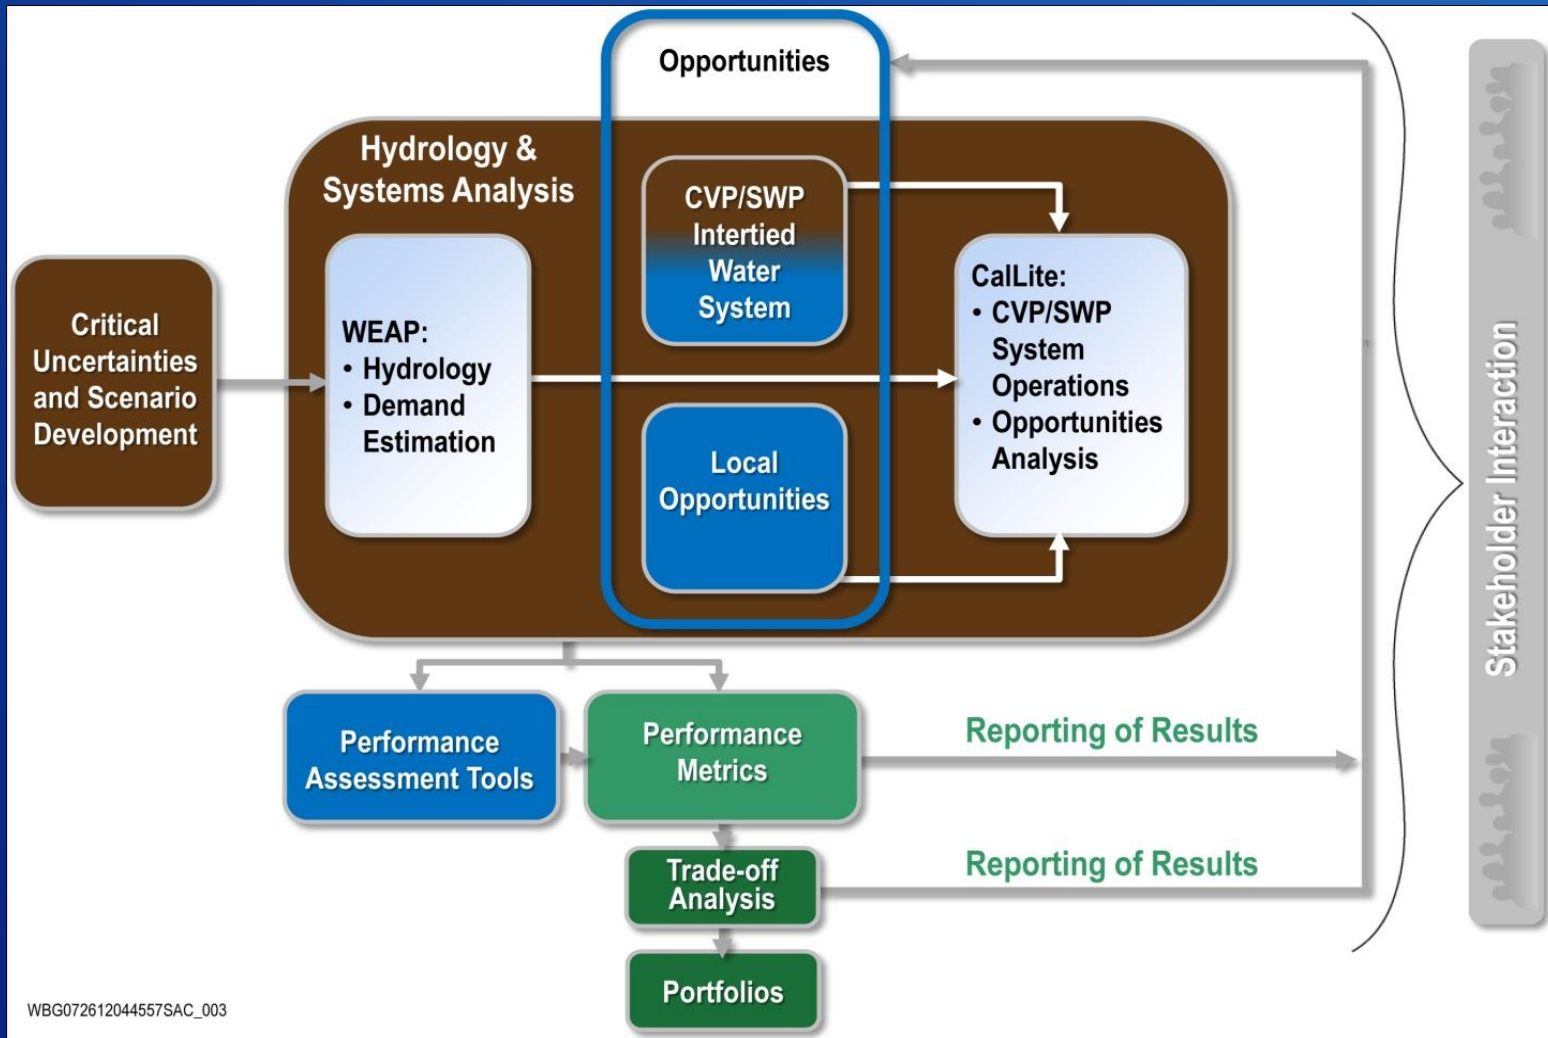 Opportunities
Hydrology &
Systems Analysis
CVP/SWP
Intertied
Water
System
Critical
Uncertainties
and Scenario
Development
WEAP:
• Hydrology
• Demand
Estimation
CalLite:
• CVP/SWP
System
Operations
• Opportunities
Analysis
Local
Opportunities
Stakeholder Interaction
Performance
Assessment Tools
Performance
Metrics
Reporting of Results
Trade-off
Analysis
Reporting of Results
Portfolios
WBG072612044557SAC_003